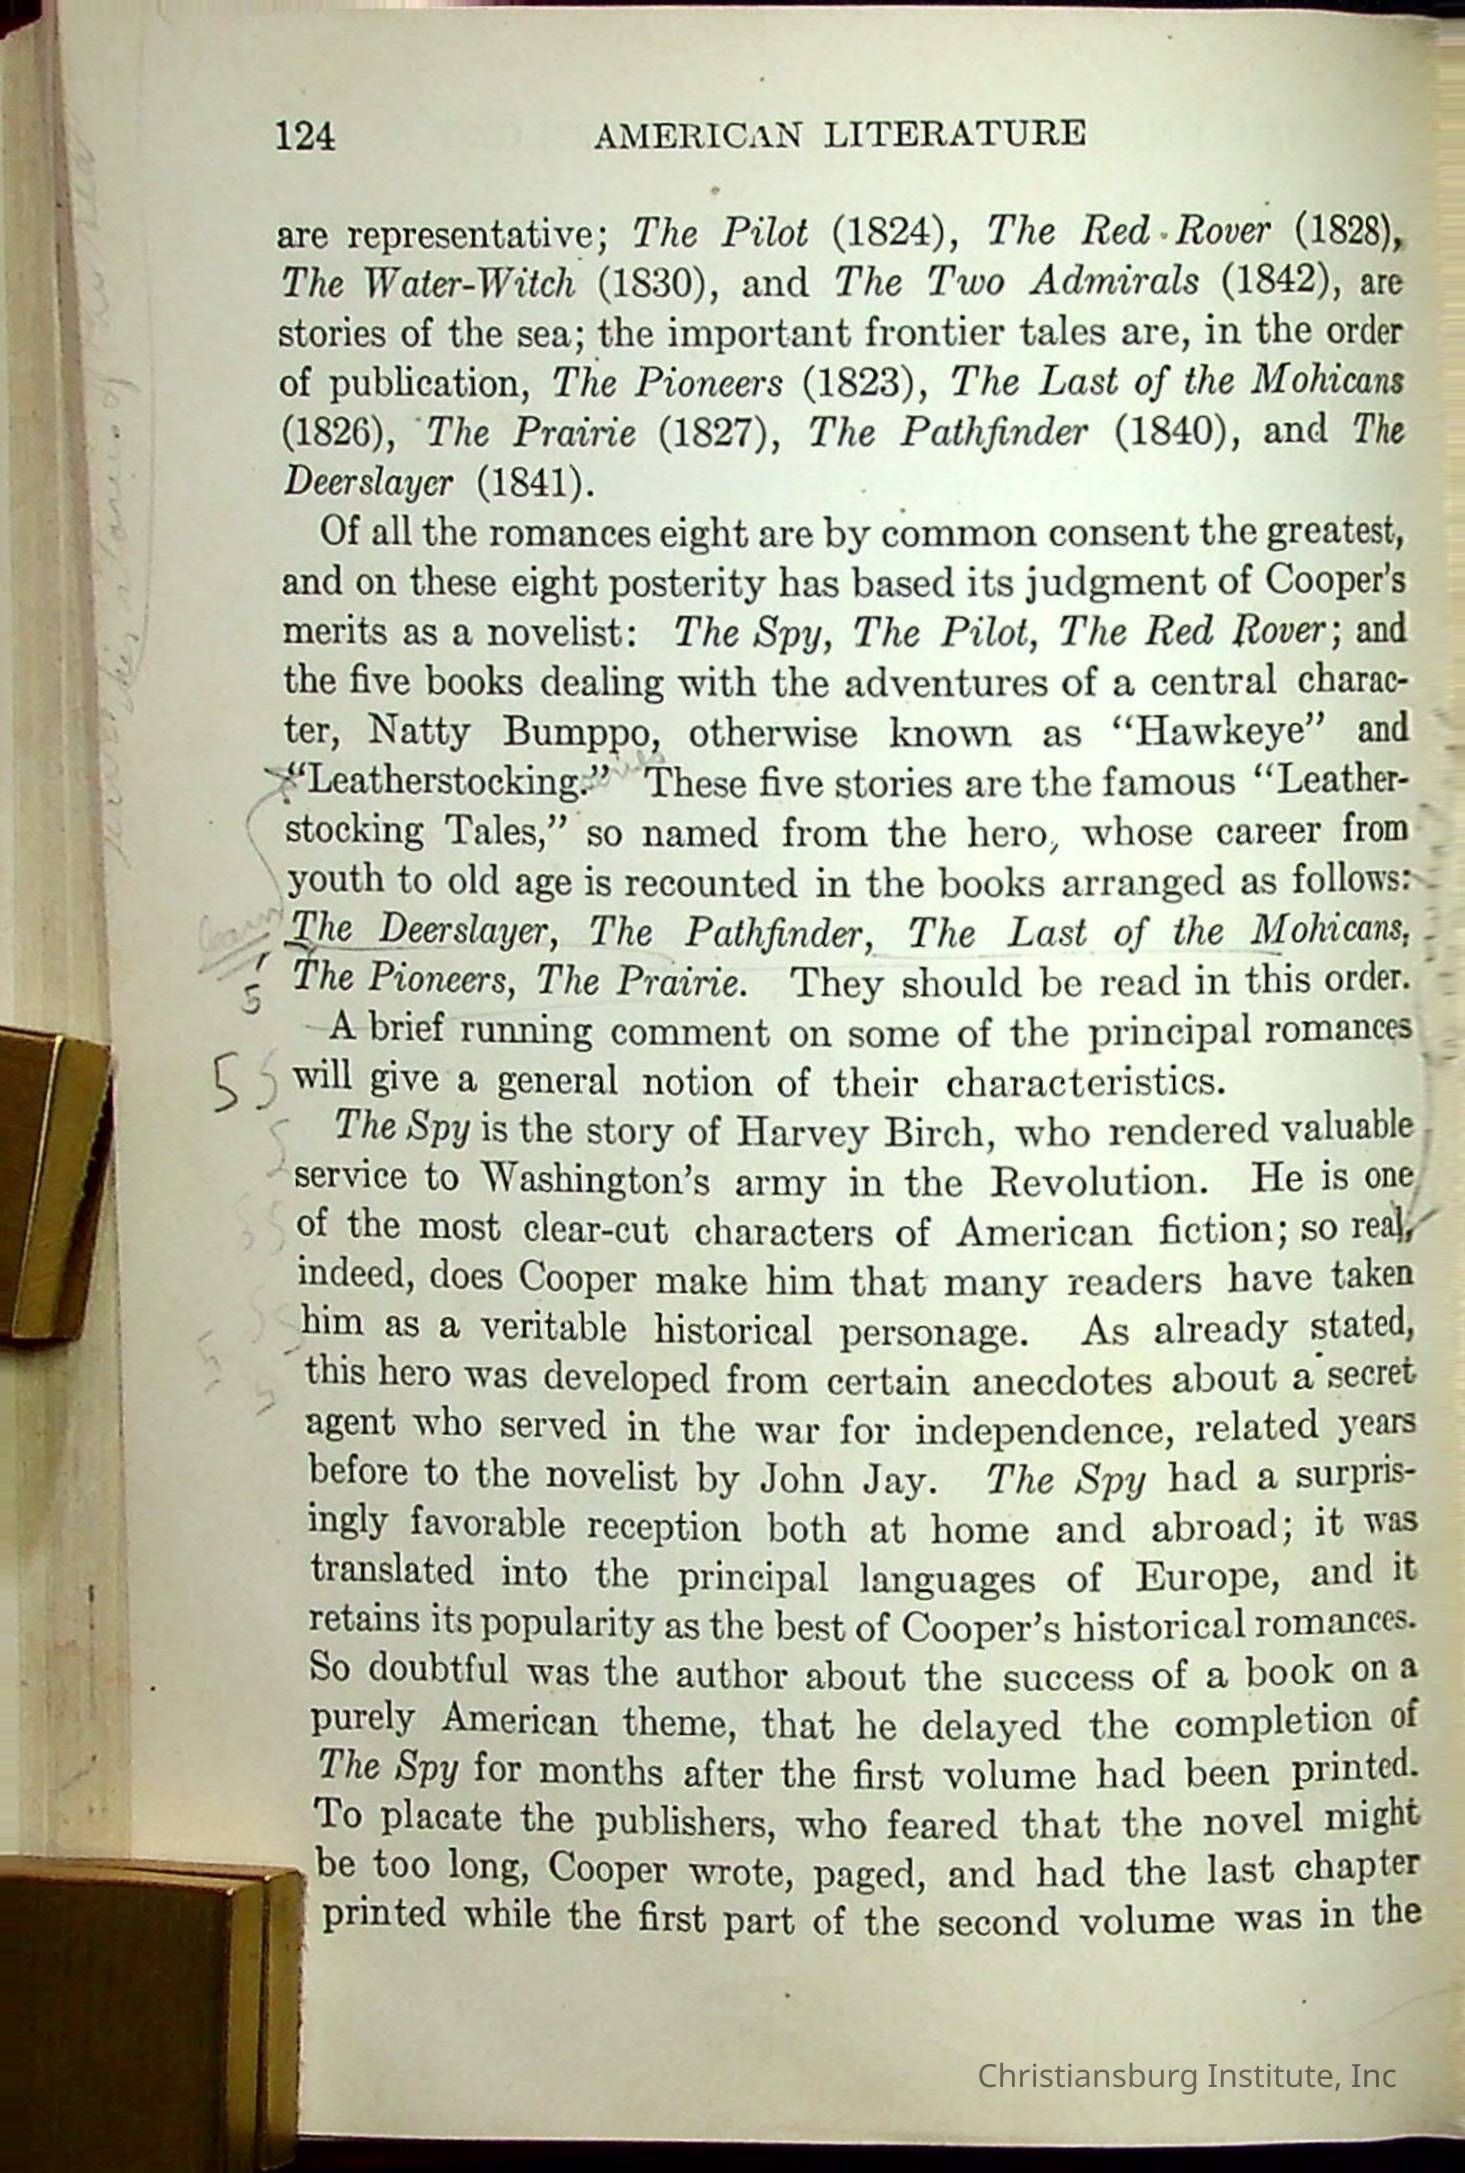 124 AMERICAN LITERATURE
are representative; The Pilot (1824), The Red Rover (1828),
The Water-Witch (1830), and The Two Admirals (1842), are
stories of the sea; the important frontier tales are, in the order
of publication, The Pioneers (1823), The Last of the Mohicans
(1826), The Prairie (1827), The Pathfinder (1840), and The
Deerslayer (1841).
Of all the romances eight are by common consent the greatest,
and on these eight posterity has based its judgment of Cooper's
merits as a novelist: The Spy, The Pilot, The Red Rover; and
the five books dealing with the adventures of a central charac-
ter, Natty Bumppo, otherwise known as "Hawkeye" and
"Leatherstocking." These five stories are the famous "Leather-
stocking Tales," so named from the hero, whose career from
youth to old age is recounted in the books arranged as follows:
The Deerslayer, The Pathfinder, The Last of the Mohicans,
The Pioneers, The Prairie. They should be read in this order.
5
A brief running comment on some of the principal romances
5 5 will give a general notion of their characteristics.
The Spy is the story of Harvey Birch, who rendered valuable
service to Washington's army in the Revolution. He is one
of the most clear-cut characters of American fiction; so real,
indeed, does Cooper make him that many readers have taken
him as a veritable historical personage. As already stated,
this hero was developed from certain anecdotes about a secret
agent who served in the war for independence, related years
before to the novelist by John Jay. The Spy had a surpris-
ingly favorable reception both at home and abroad; it was
translated into the principal languages of Europe, and it
retains its popularity as the best of Cooper's historical romances.
So doubtful was the author about the success of a book on a
purely American theme, that he delayed the completion of
The Spy for months after the first volume had been printed.
To placate the publishers, who feared that the novel might
be too long, Cooper wrote, paged, and had the last chapter
printed while the first part of the second volume was in the
Christiansburg Institute, Inc